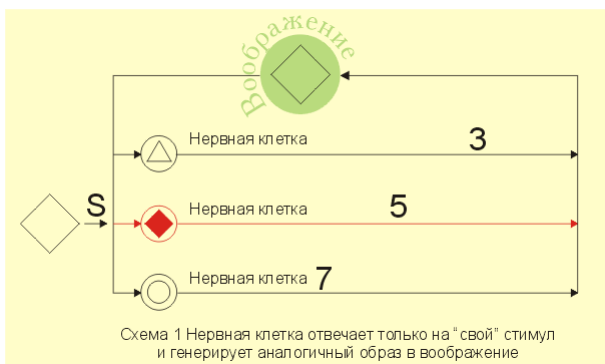 Воображение
Нервная клетка 3
S
Нервная клетка 5
Нервная клетка 7
Схема 1 Нервная клетка отвечает только на "свой" стимул
и генерирует аналогичный образ в воображение